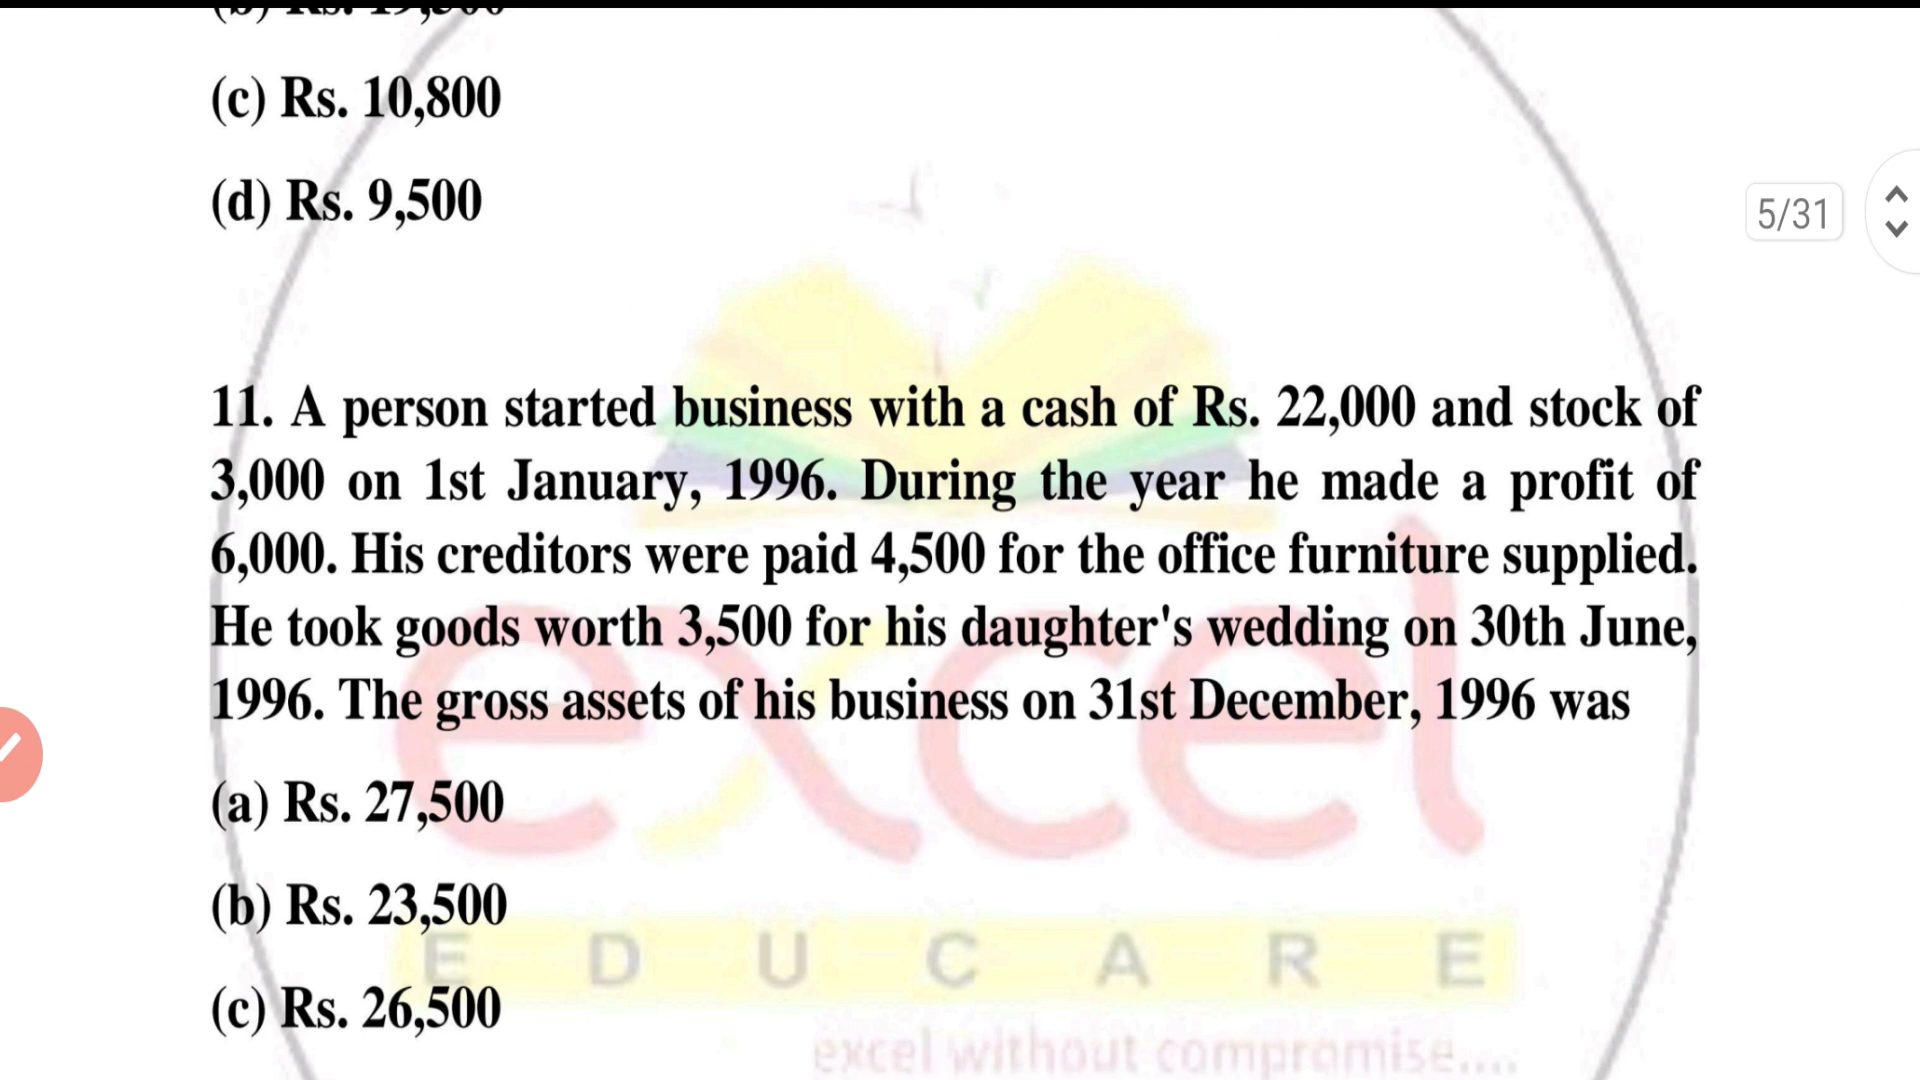 (c) Rs. 10,800
(d) Rs. 9,500
5/31
11. A person started business with a cash of Rs. 22,000 and stock of
3,000 on 1st January, 1996. During the year he made a profit of
6,000. His creditors were paid 4,500 for the office furniture supplied.
He took goods worth 3,500 for his daughter's wedding on 30th June,
1996. The gross assets of his business on 31st December, 1996 was
(a) Rs. 27,500
(b) Rs. 23,500
(c) Rs. 26,500
excel
EDUCARE
excel without compromise....